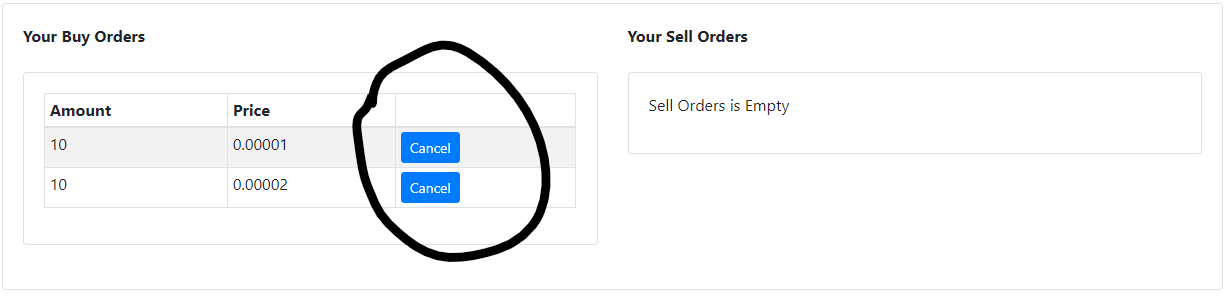 Your Buy Orders
Amount Price
10 0.00001 Cancel
10 0.00002 Cancel
Your Sell Orders
Sell Orders is Empty